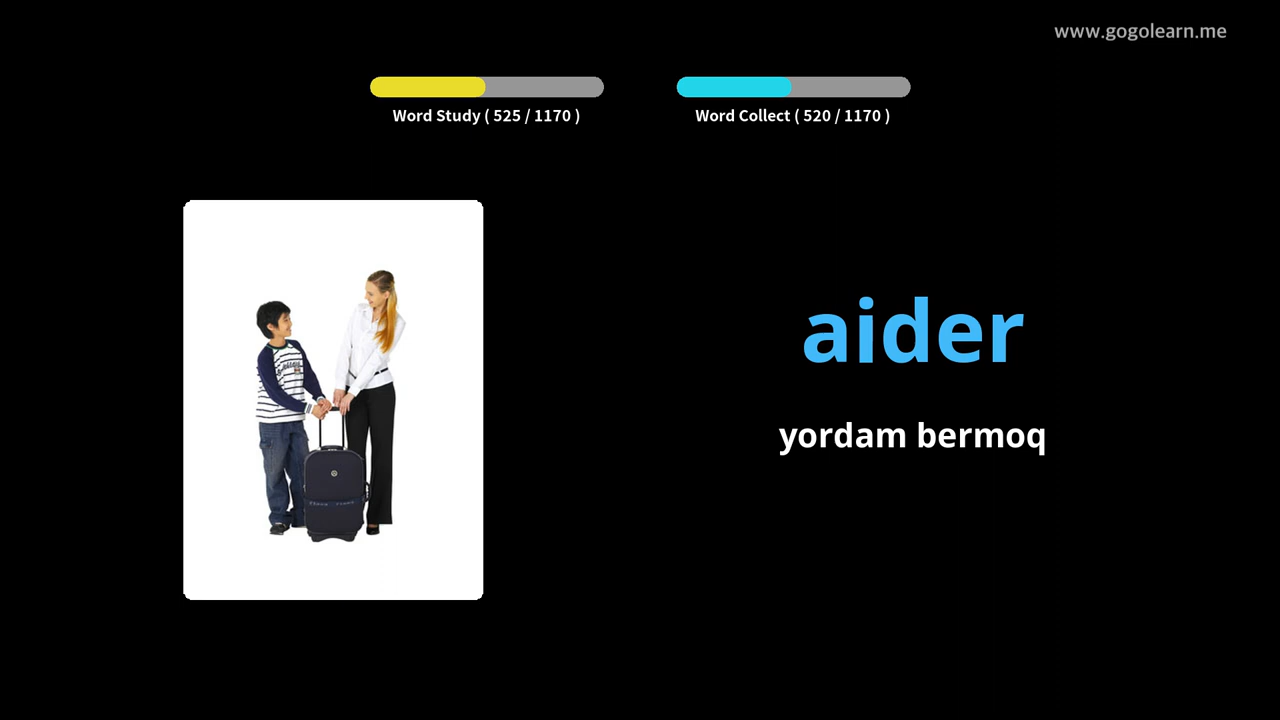 www.gogolearn.me
Word Study ( 525 / 1170 )
Word Collect ( 520 / 1170 )
aider
yordam bermoq